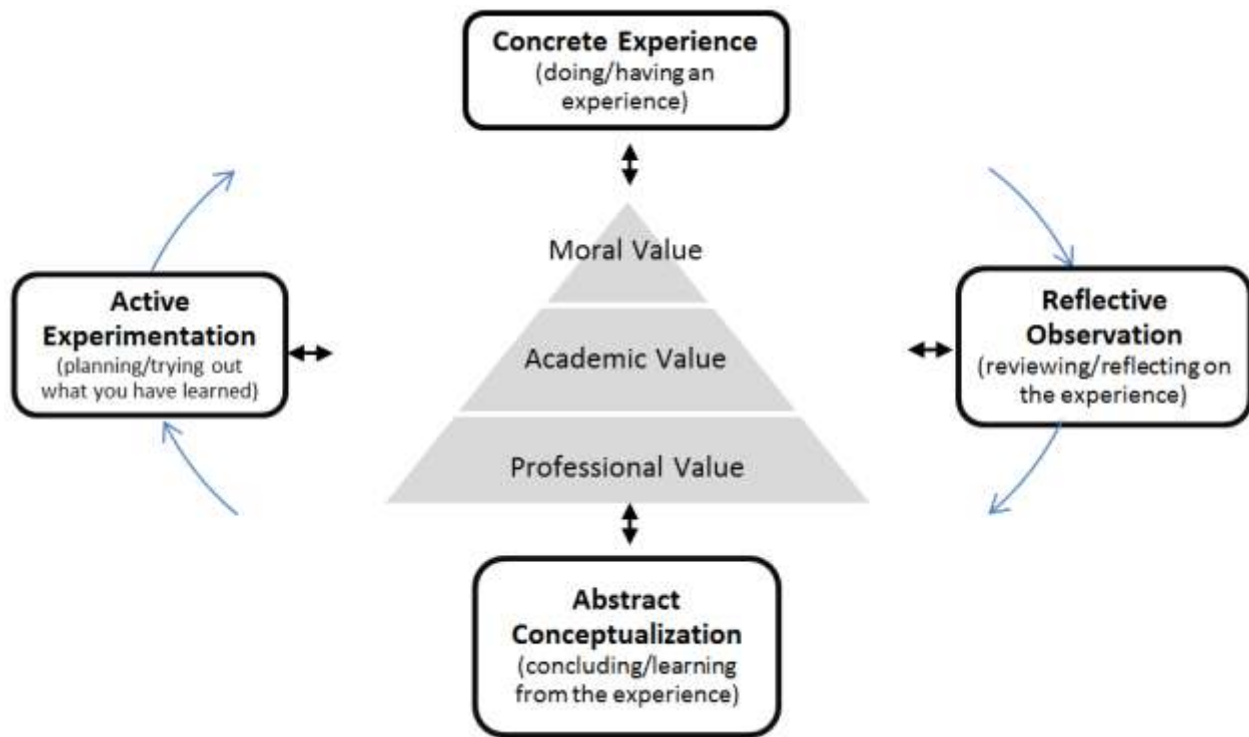 Concrete Experience
(doing/having an
experience)
Moral Value
Active
Experimentation
(planning/trying out
what you have learned)
Academic Value
Reflective
Observation
(reviewing/reflecting on
the experience)
Professional Value
Abstract
Conceptualization
(concluding/learning
from the experience)